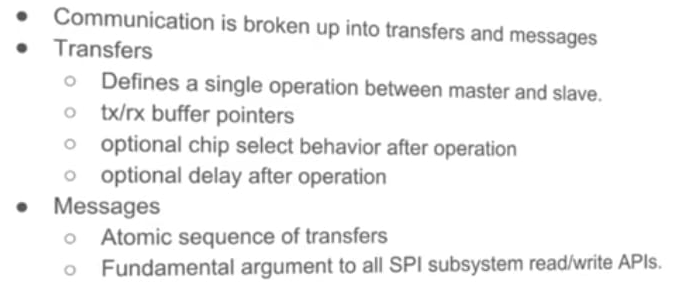 ● Communication is broken up into transfers and messages
● Transfers
○ Defines a single operation between master and slave.
○ tx/rx buffer pointers
○ optional chip select behavior after operation
○ optional delay after operation
● Messages
○ Atomic sequence of transfers
○ Fundamental argument to all SPI subsystem read/write APIs.